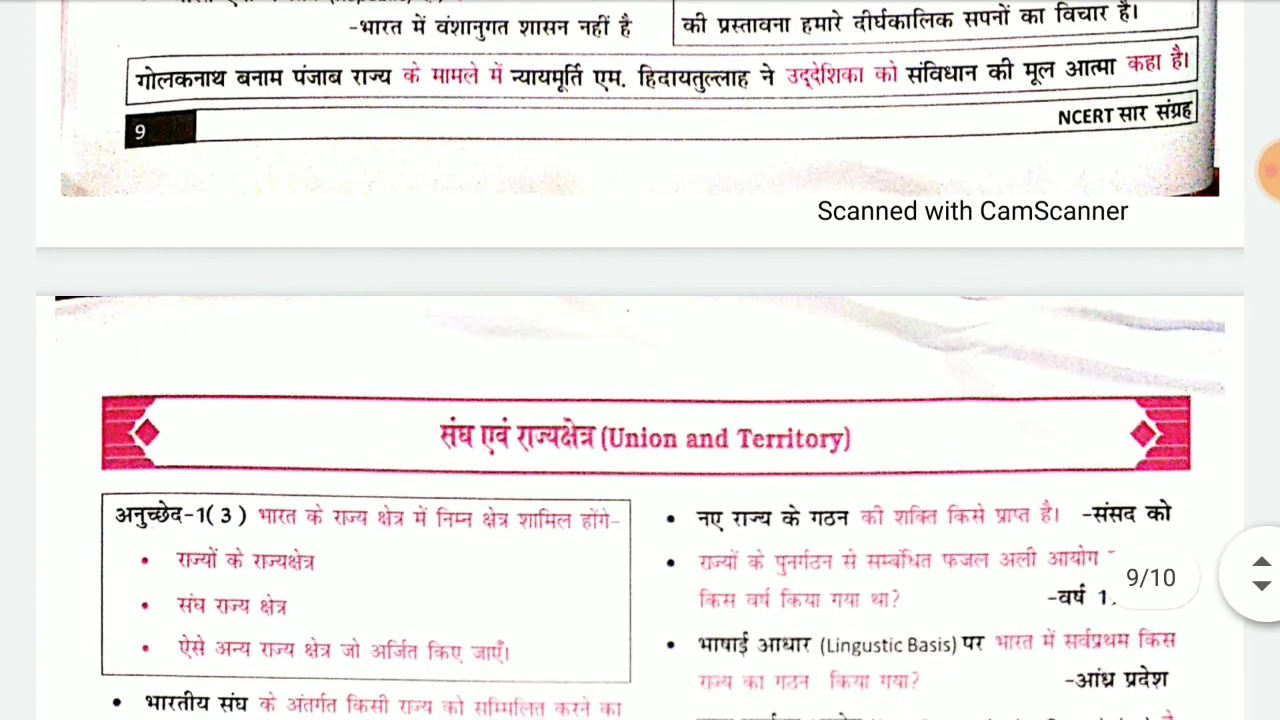 -भारत में वंशानुगत शासन नहीं है
की प्रस्तावना हमारे दीर्घकालिक सपनों का विचार है।
गोलकनाथ बनाम पंजाब राज्य के मामले में न्यायमूर्ति एम. हिदायतुल्लाह ने उद्देशिका को संविधान की मूल आत्मा कहा है।
9
NCERT सार संग्रह
Scanned with CamScanner
संघ एवं राज्यक्षेत्र (Union and Territory)
अनुच्छेद-1( 3 ) भारत के राज्य क्षेत्र में निम्न क्षेत्र शामिल होंगे-
• राज्यों के राज्यक्षेत्र
• संघ राज्य क्षेत्र
• ऐसे अन्य राज्य क्षेत्र जो अर्जित किए जाएँ।
• भारतीय संघ के अंतर्गत किसी राज्य को सम्मिलित करने का
• नए राज्य के गठन की शक्ति किसे प्राप्त है। -संसद को
• राज्यों के पुनर्गठन से सम्बंधित फजल अली आयोग
किस वर्ष किया गया था? -वर्ष 1
• भाषाई आधार (Lingustic Basis) पर भारत में सर्वप्रथम किस
राज्य का गठन किया गया? -आंध्र प्रदेश
9/10